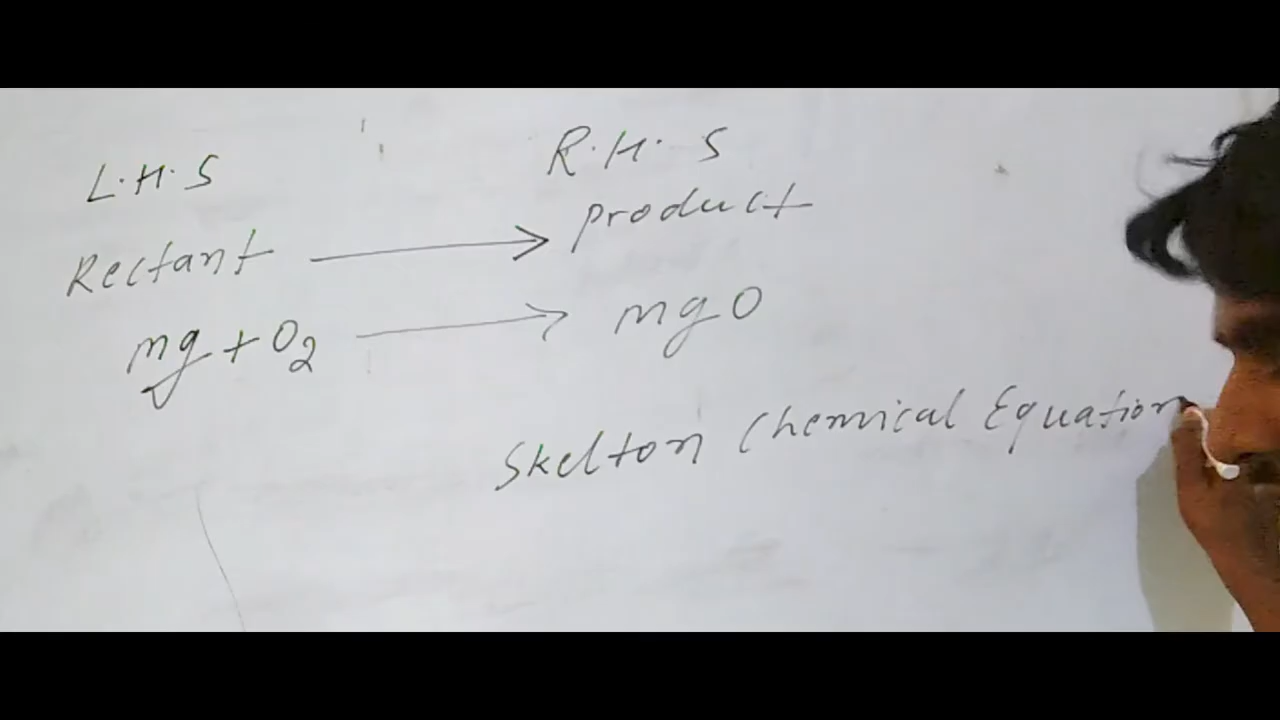 L.H.S
R.H.S
Rectant → product
mg + O2 → mgO
Skelton Chemical Equation